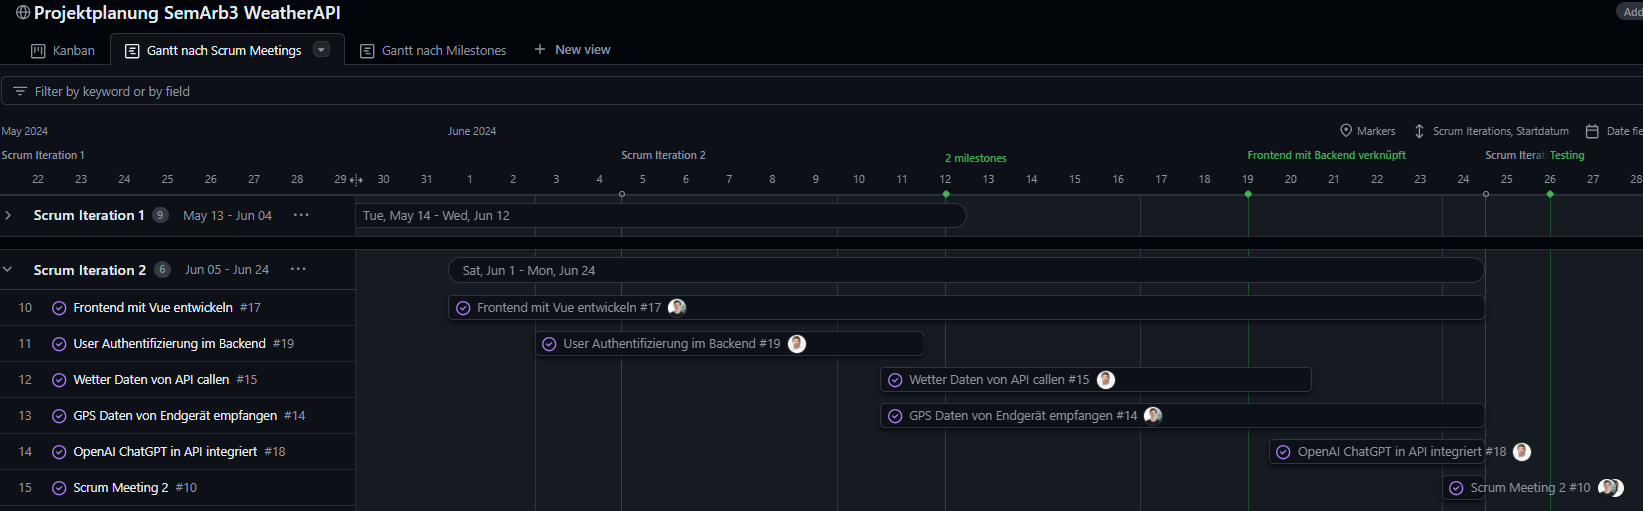 Projektplanung SemArb3 WeatherAPI
Add
Kanban
Gantt nach Scrum Meetings
Gantt nach Milestones
New view
Filter by keyword or by field
May 2024
June 2024
Markers
Scrum Iterations, Startdatum
Date fie
Scrum Iteration 1
Scrum Iteration 2
2 milestones
Frontend mit Backend verknüpft
Scrum Iterat
Testing
22 23 24 25 26 27 28 29 30 31 1 2 3 4 5 6 7 8 9 10 11 12 13 14 15 16 17 18 19 20 21 22 23 24 25 26 27 28
Scrum Iteration 1 9 May 13 - Jun 04 ...
Tue, May 14 - Wed, Jun 12
Scrum Iteration 2 6 Jun 05 - Jun 24 ...
Sat, Jun 1 - Mon, Jun 24
10 Frontend mit Vue entwickeln #17
Frontend mit Vue entwickeln #17
11 User Authentifizierung im Backend #19
User Authentifizierung im Backend #19
12 Wetter Daten von API callen #15
Wetter Daten von API callen #15
13 GPS Daten von Endgerät empfangen #14
GPS Daten von Endgerät empfangen #14
14 OpenAI ChatGPT in API integriert #18
OpenAI ChatGPT in API integriert #18
15 Scrum Meeting 2 #10
Scrum Meeting 2 #10